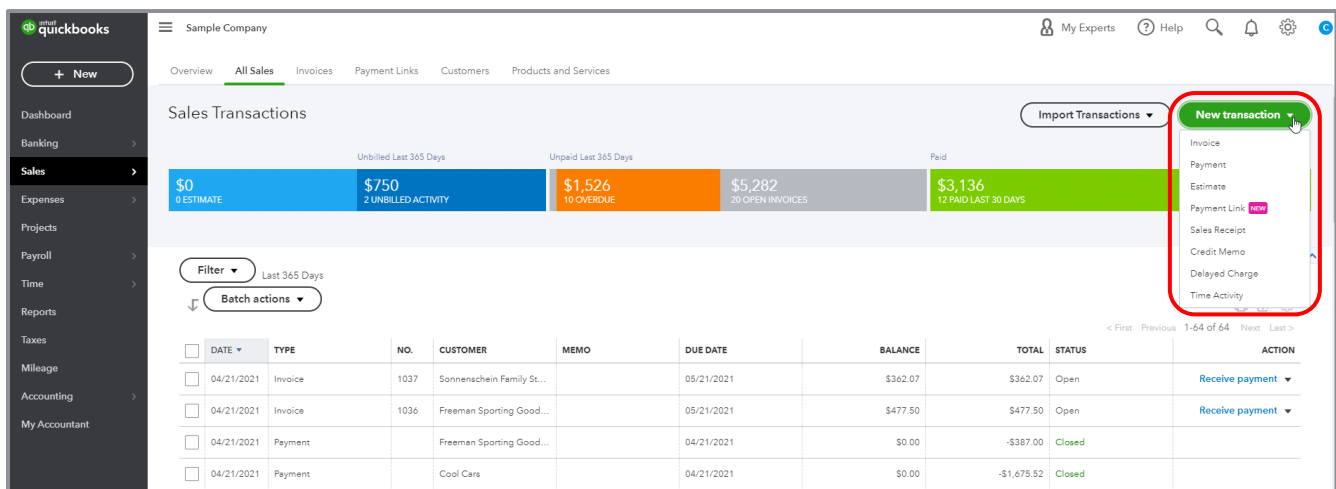 intuit
quickbooks
Sample Company
My Experts
Help
C
+ New
Overview All Sales Invoices Payment Links Customers Products and Services
Dashboard
Banking
Sales
Expenses
Projects
Payroll
Time
Reports
Taxes
Mileage
Accounting
My Accountant
Sales Transactions
Import Transactions
New transaction
Invoice
Payment
Estimate
Payment Link NEW
Sales Receipt
Credit Memo
Delayed Charge
Time Activity
Unbilled Last 365 Days Unpaid Last 365 Days Paid
$0 $750 $1,526 $5,282 $3,136
0 ESTIMATE 2 UNBILLED ACTIVITY 10 OVERDUE 20 OPEN INVOICES 12 PAID LAST 30 DAYS
Filter Last 365 Days
Batch actions
< First Previous 1-64 of 64 Next Last >
DATE TYPE NO. CUSTOMER MEMO DUE DATE BALANCE TOTAL STATUS ACTION
04/21/2021 Invoice 1037 Sonnenschein Family St... 05/21/2021 $362.07 $362.07 Open Receive payment
04/21/2021 Invoice 1036 Freeman Sporting Good... 05/21/2021 $477.50 $477.50 Open Receive payment
04/21/2021 Payment Freeman Sporting Good... 04/21/2021 $0.00 -$387.00 Closed
04/21/2021 Payment Cool Cars 04/21/2021 $0.00 -$1,675.52 Closed